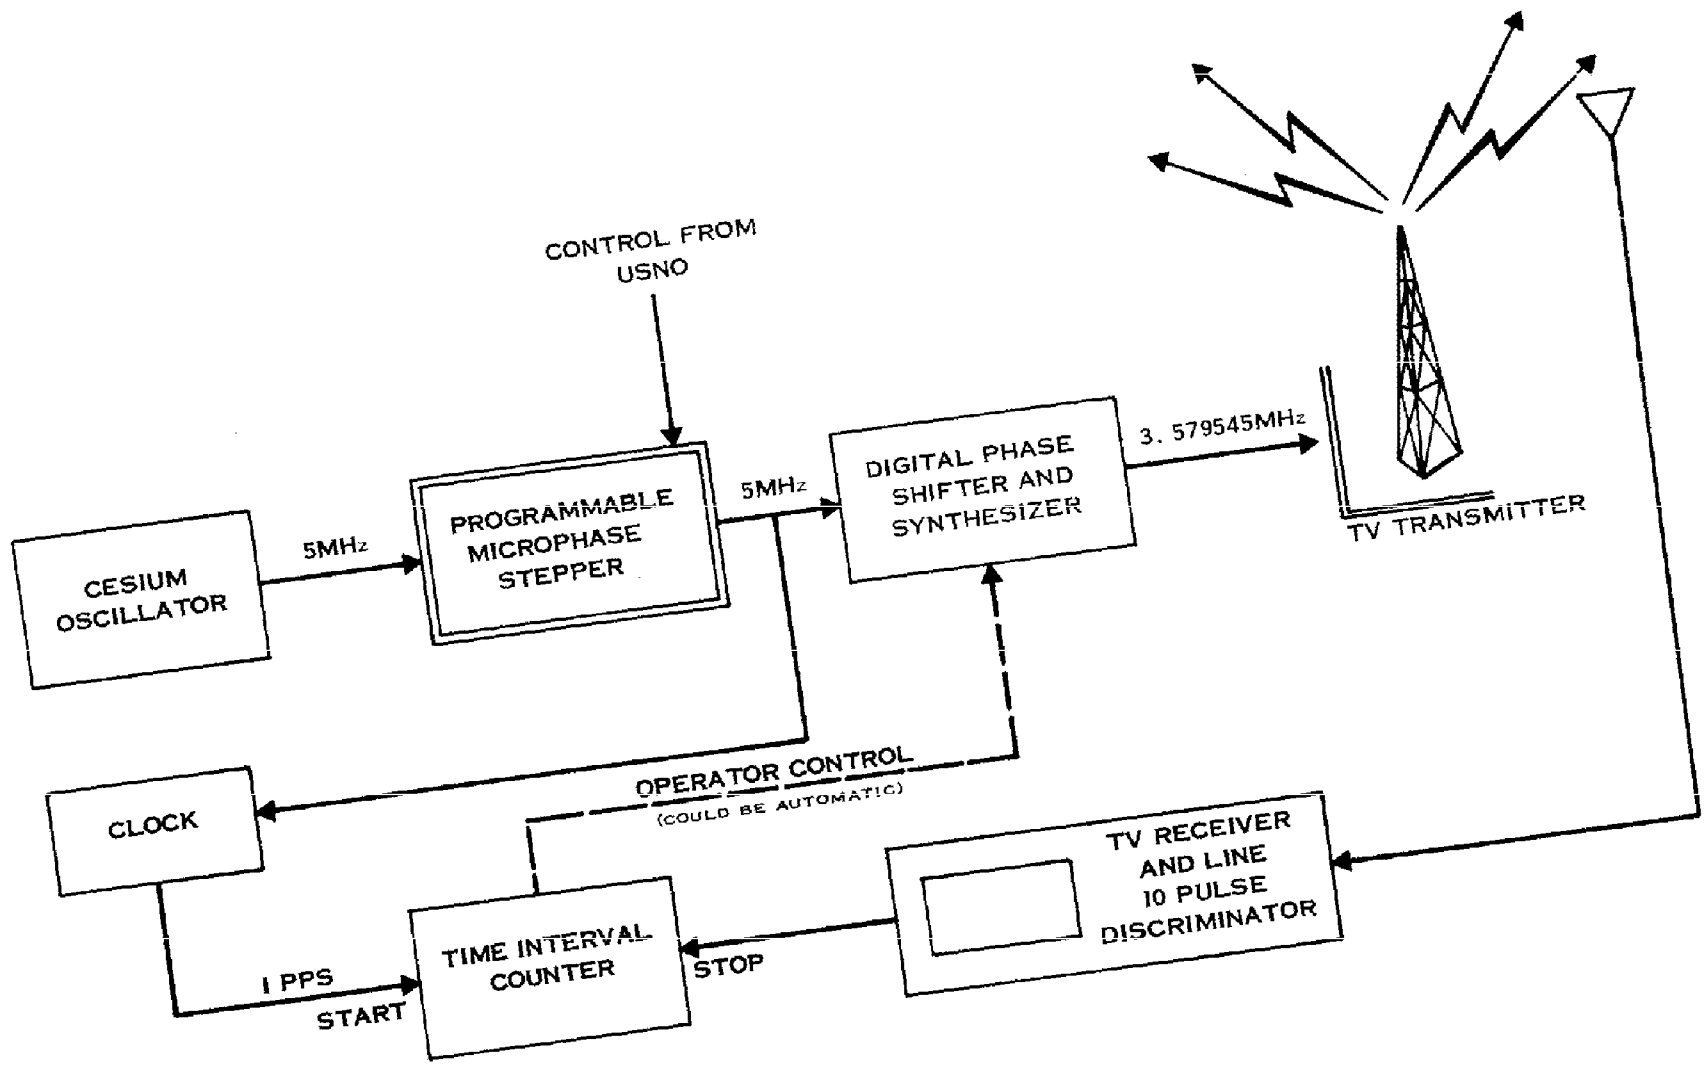 CONTROL FROM
USNO
3.579545MHz
DIGITAL PHASE
SHIFTER AND
SYNTHESIZER
5MHz
PROGRAMMABLE
MICROPHASE
STEPPER
TV TRANSMITTER
5MHz
CESIUM
OSCILLATOR
OPERATOR CONTROL
(COULD BE AUTOMATIC)
CLOCK
TV RECEIVER
AND LINE
10 PULSE
DISCRIMINATOR
TIME INTERVAL
COUNTER
STOP
1 PPS
START